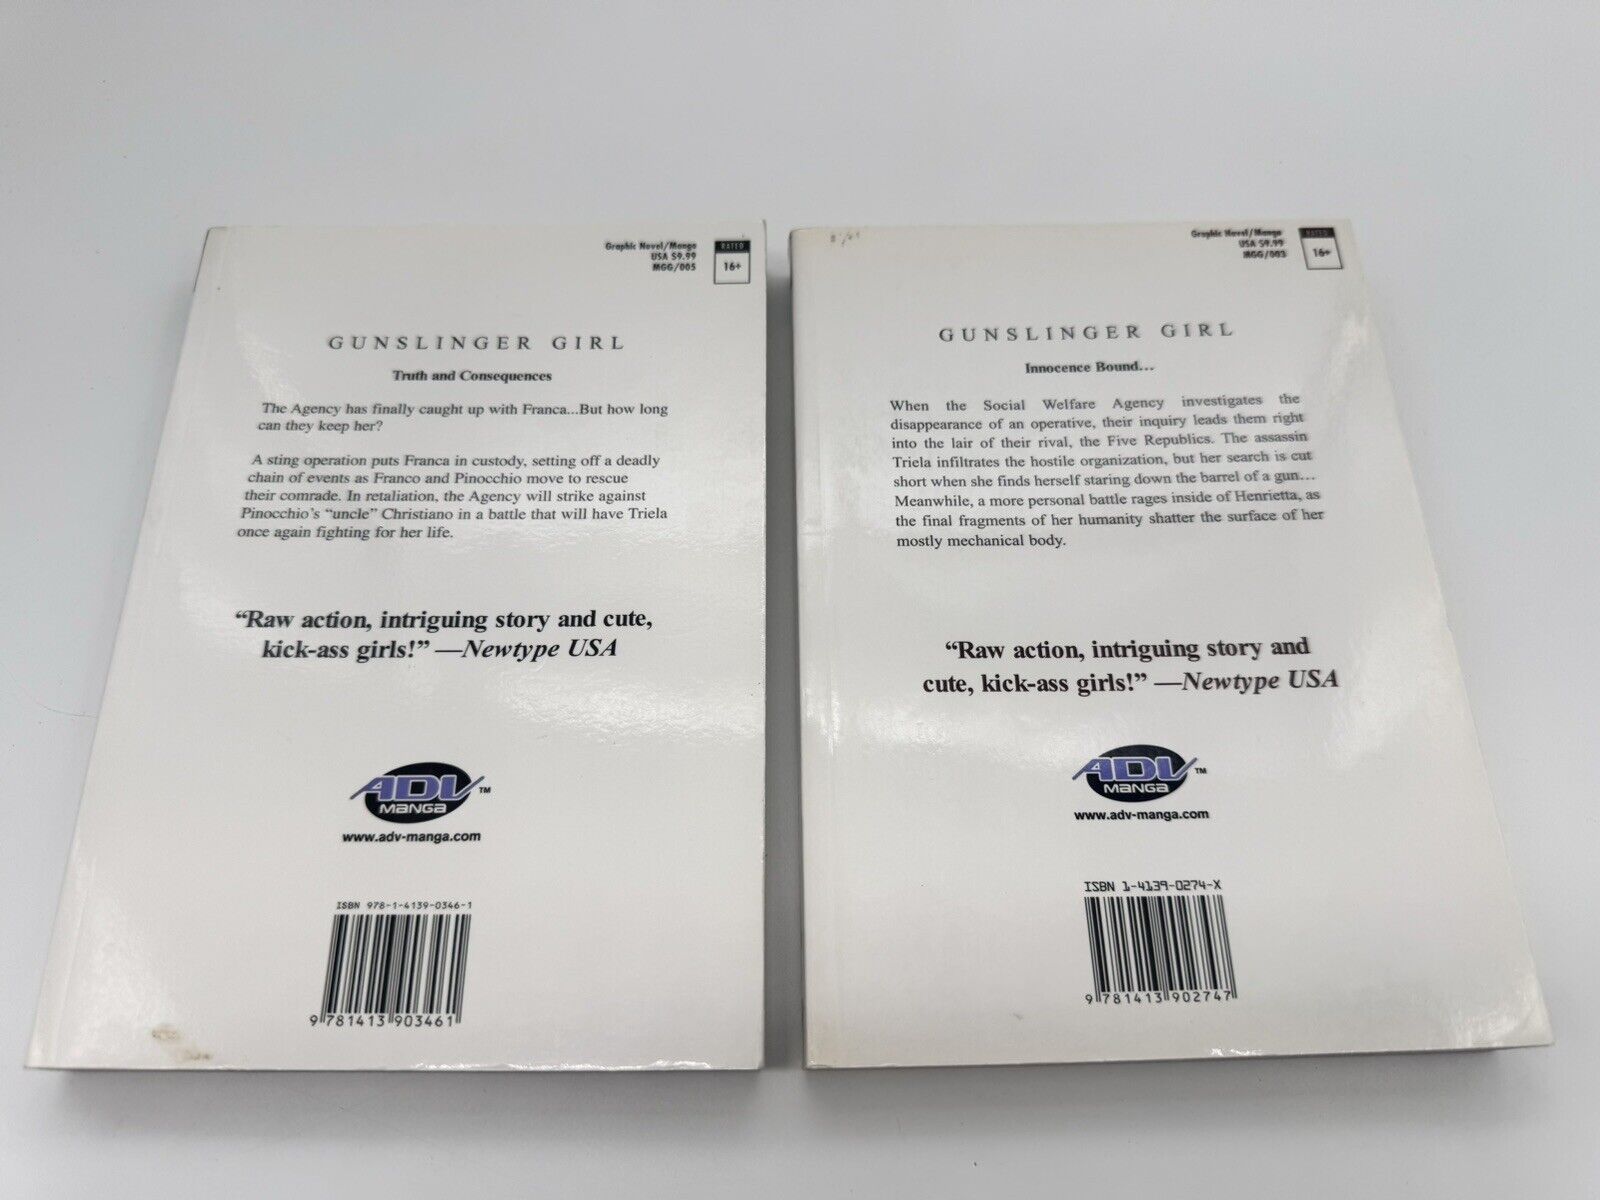 Graphic Novel/Manga
USA $9.99
MGG/005
RATED
16+
GUNSLINGER GIRL
Truth and Consequences
The Agency has finally caught up with Franca...But how long
can they keep her?
A sting operation puts Franca in custody, setting off a deadly
chain of events as Franco and Pinocchio move to rescue
their comrade. In retaliation, the Agency will strike against
Pinocchio's "uncle" Christiano in a battle that will have Triela
once again fighting for her life.
"Raw action, intriguing story and cute,
kick-ass girls!" —Newtype USA
ADV
MANGA
™
www.adv-manga.com
ISBN 978-1-4139-0346-1
9 781413 903461
Graphic Novel/Manga
USA $9.99
MGG/003
RATED
16+
GUNSLINGER GIRL
Innocence Bound...
When the Social Welfare Agency investigates the
disappearance of an operative, their inquiry leads them right
into the lair of their rival, the Five Republics. The assassin
Triela infiltrates the hostile organization, but her search is cut
short when she finds herself staring down the barrel of a gun...
Meanwhile, a more personal battle rages inside of Henrietta, as
the final fragments of her humanity shatter the surface of her
mostly mechanical body.
"Raw action, intriguing story and
cute, kick-ass girls!" —Newtype USA
ADV
MANGA
™
www.adv-manga.com
ISBN 1-4139-0274-X
9 781413 902747